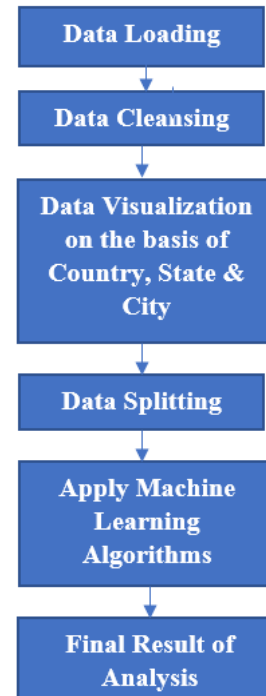 Data Loading
Data Cleansing
Data Visualization
on the basis of
Country, State &
City
Data Splitting
Apply Machine
Learning
Algorithms
Final Result of
Analysis